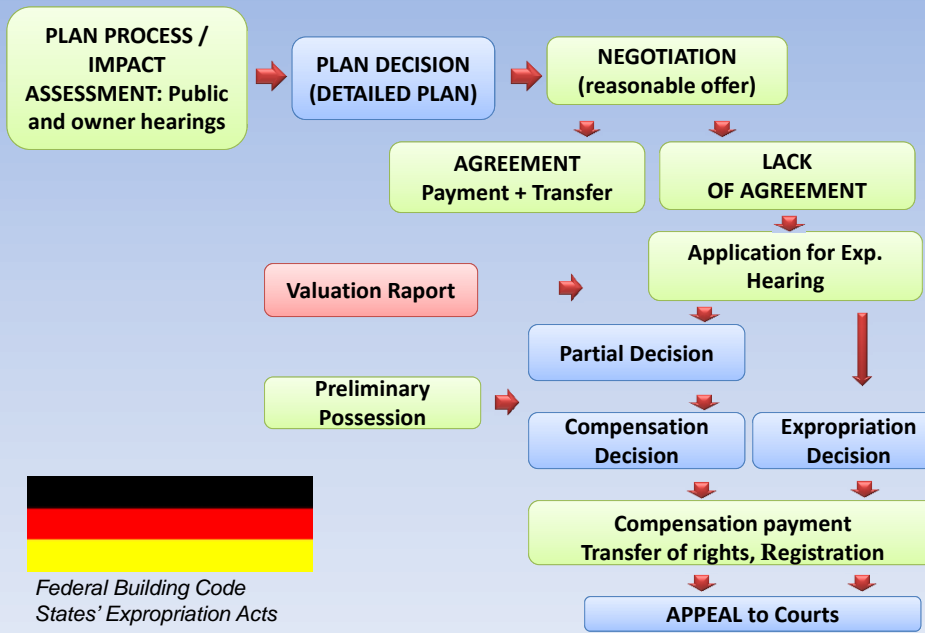 PLAN PROCESS /
IMPACT
ASSESSMENT: Public
and owner hearings
PLAN DECISION
(DETAILED PLAN)
NEGOTIATION
(reasonable offer)
AGREEMENT
Payment + Transfer
LACK
OF AGREEMENT
Application for Exp.
Hearing
Valuation Raport
Partial Decision
Preliminary
Possession
Compensation
Decision
Expropriation
Decision
Compensation payment
Transfer of rights, Registration
APPEAL to Courts
Federal Building Code
States’ Expropriation Acts